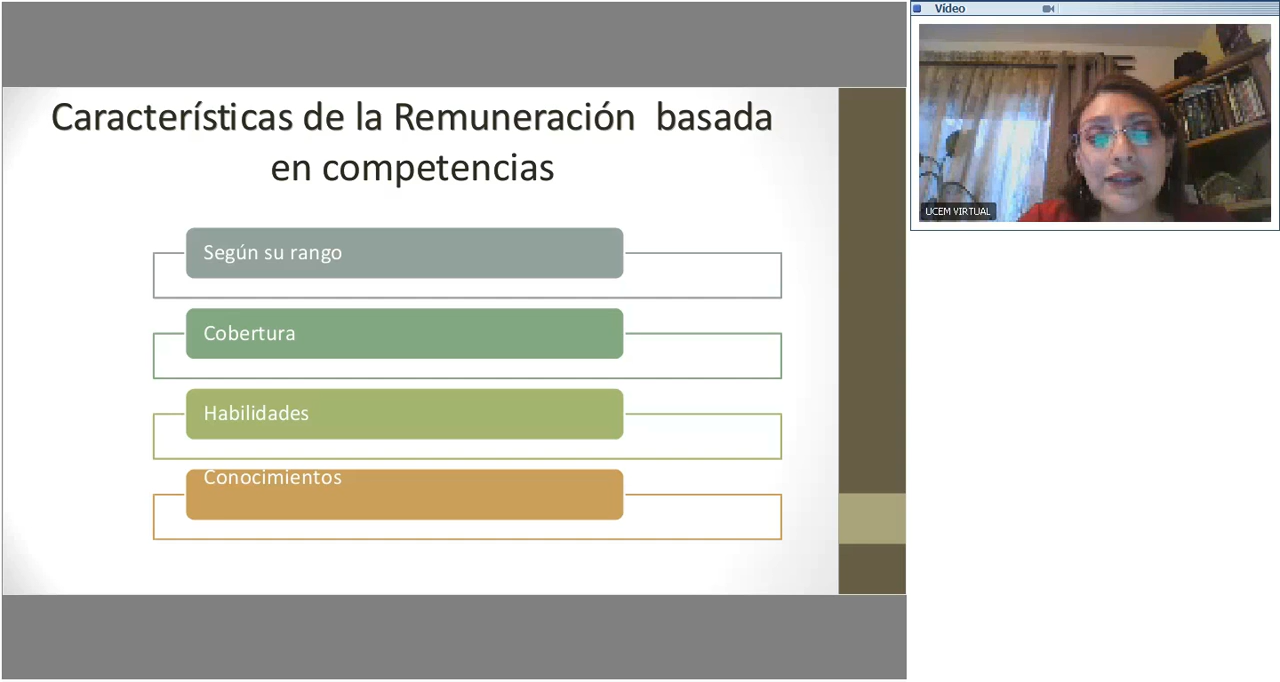 Características de la Remuneración basada
en competencias
Según su rango
Cobertura
Habilidades
Conocimientos
Vídeo
UCEM VIRTUAL